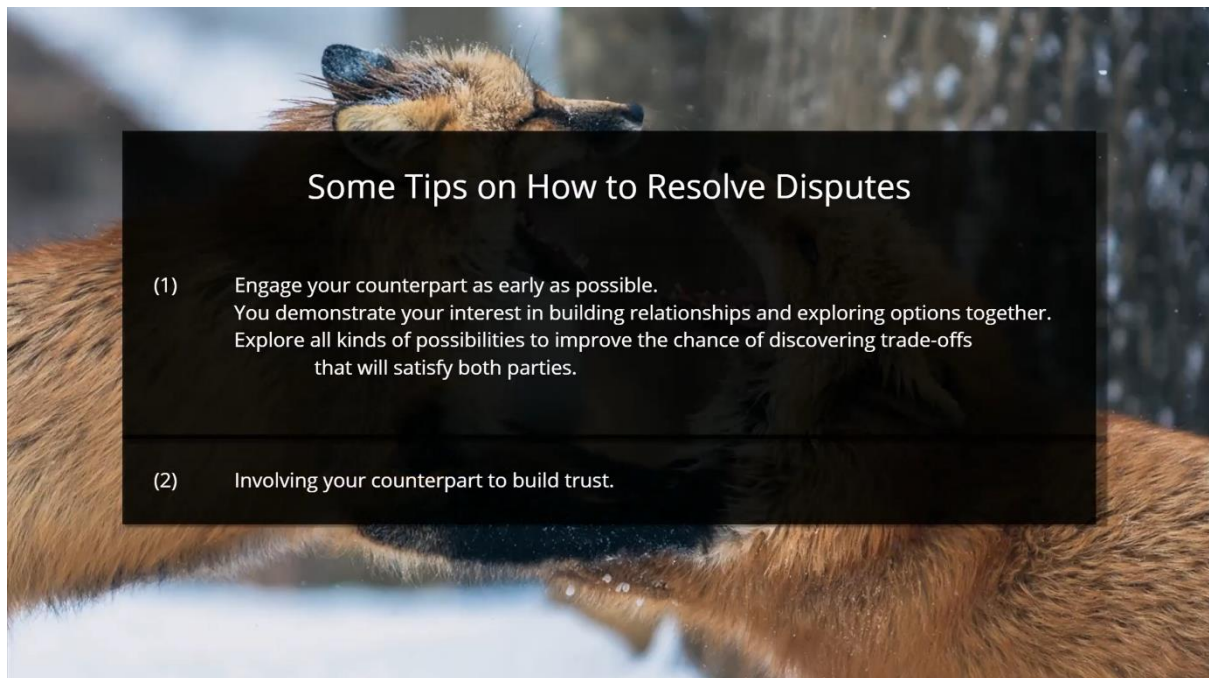 Some Tips on How to Resolve Disputes
(1) Engage your counterpart as early as possible.
You demonstrate your interest in building relationships and exploring options together.
Explore all kinds of possibilities to improve the chance of discovering trade-offs
that will satisfy both parties.
(2) Involving your counterpart to build trust.